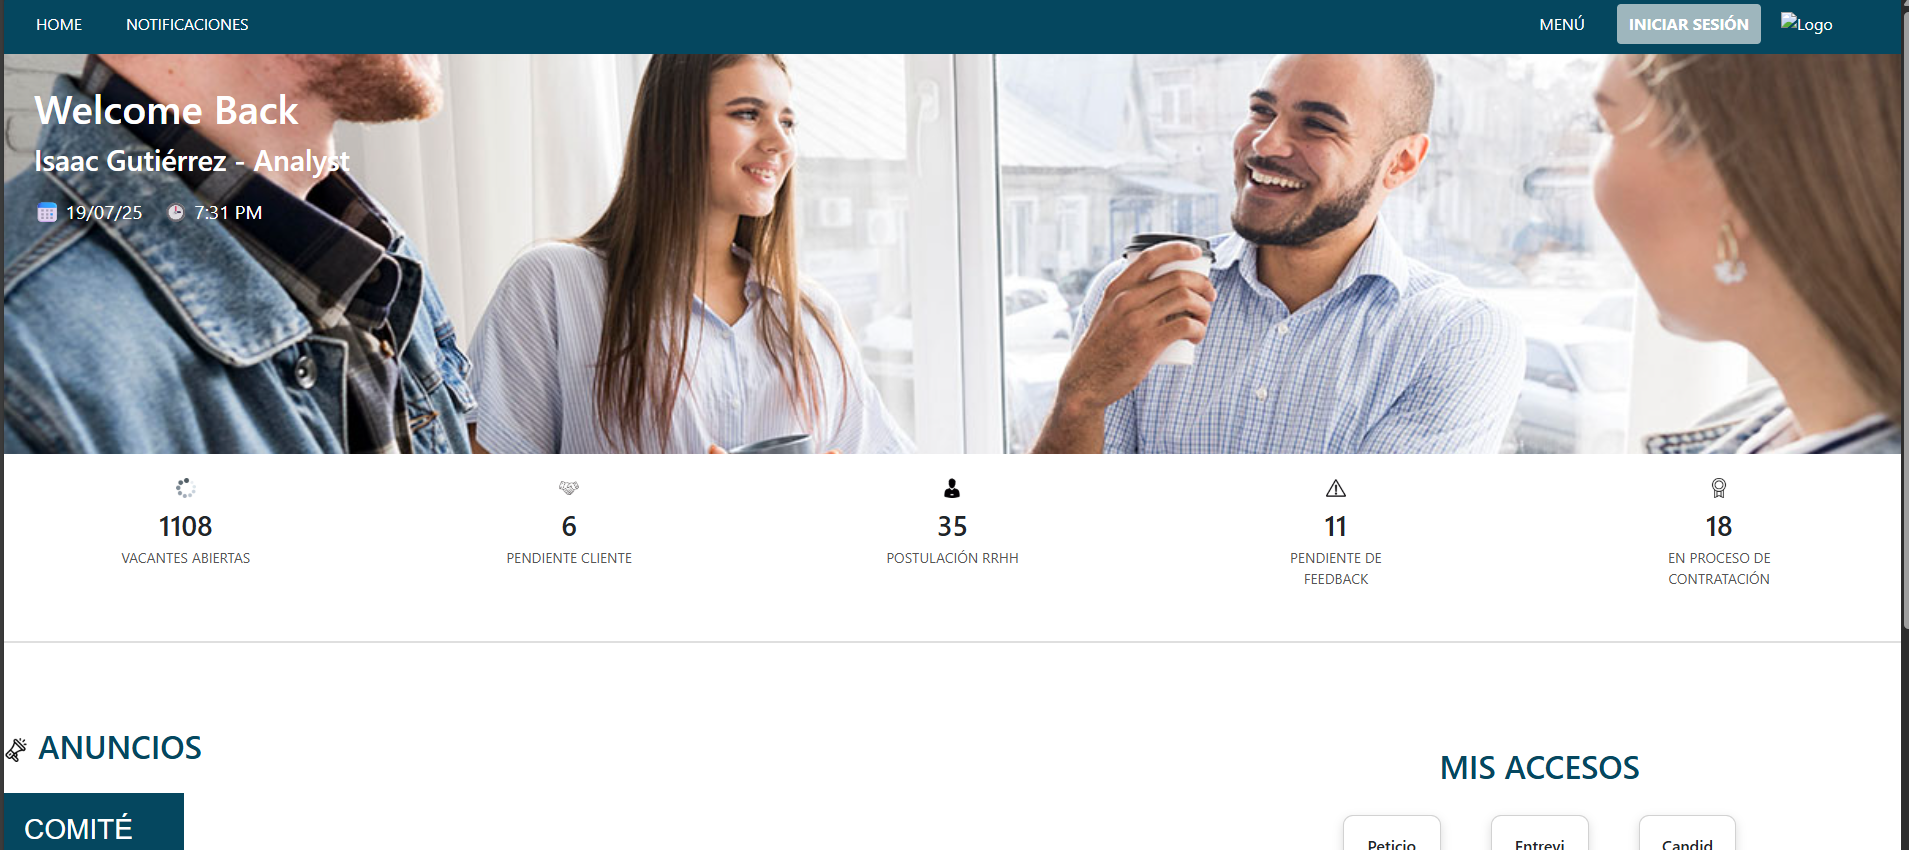 HOME NOTIFICACIONES MENÚ INICIAR SESIÓN Logo
Welcome Back
Isaac Gutiérrez - Analyst
19/07/25 7:31 PM
1108
VACANTES ABIERTAS
6
PENDIENTE CLIENTE
35
POSTULACIÓN RRHH
11
PENDIENTE DE
FEEDBACK
18
EN PROCESO DE
CONTRATACIÓN
ANUNCIOS
COMITÉ
MIS ACCESOS
Peticio
Entrevi
Candid